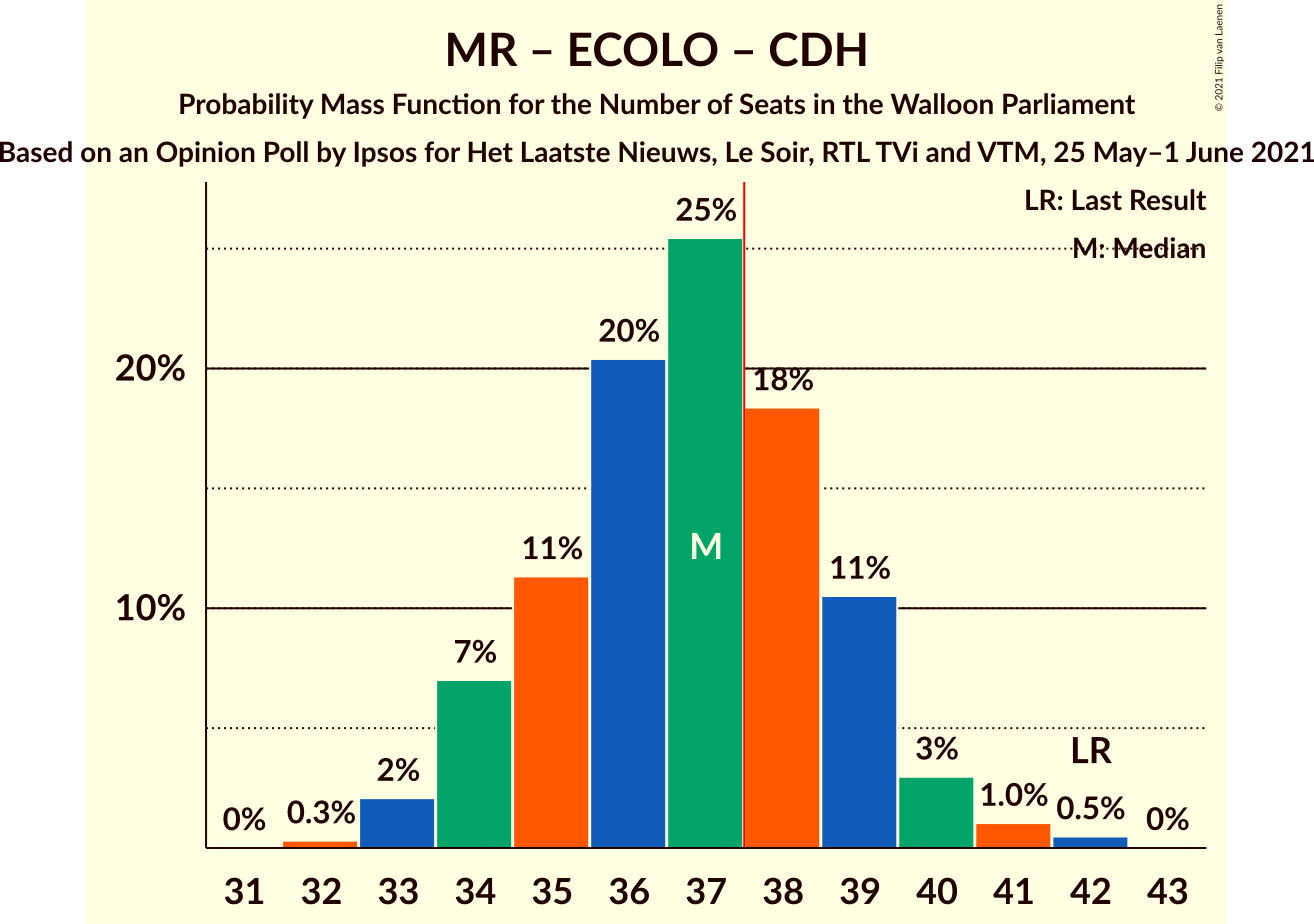 MR – ECOLO – CDH
Probability Mass Function for the Number of Seats in the Walloon Parliament
Based on an Opinion Poll by Ipsos for Het Laatste Nieuws, Le Soir, RTL TVi and VTM, 25 May–1 June 2021
© 2021 Filip van Laenen
LR: Last Result
M: Median
25%
20%
20%
18%
M
11%
11%
10%
7%
3%
LR
2%
1.0%
0.5%
0%
0.3%
0%
31 32 33 34 35 36 37 38 39 40 41 42 43